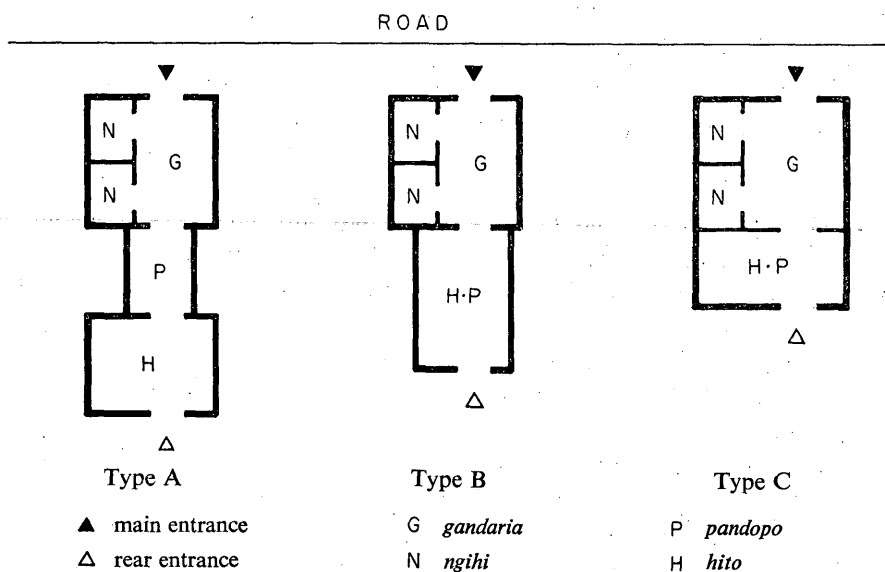 ROAD
N N N
G G G
N N N
P H·P H·P
H
Type A Type B Type C
▲ main entrance G gandaria P pandopo
△ rear entrance N ngihi H hito